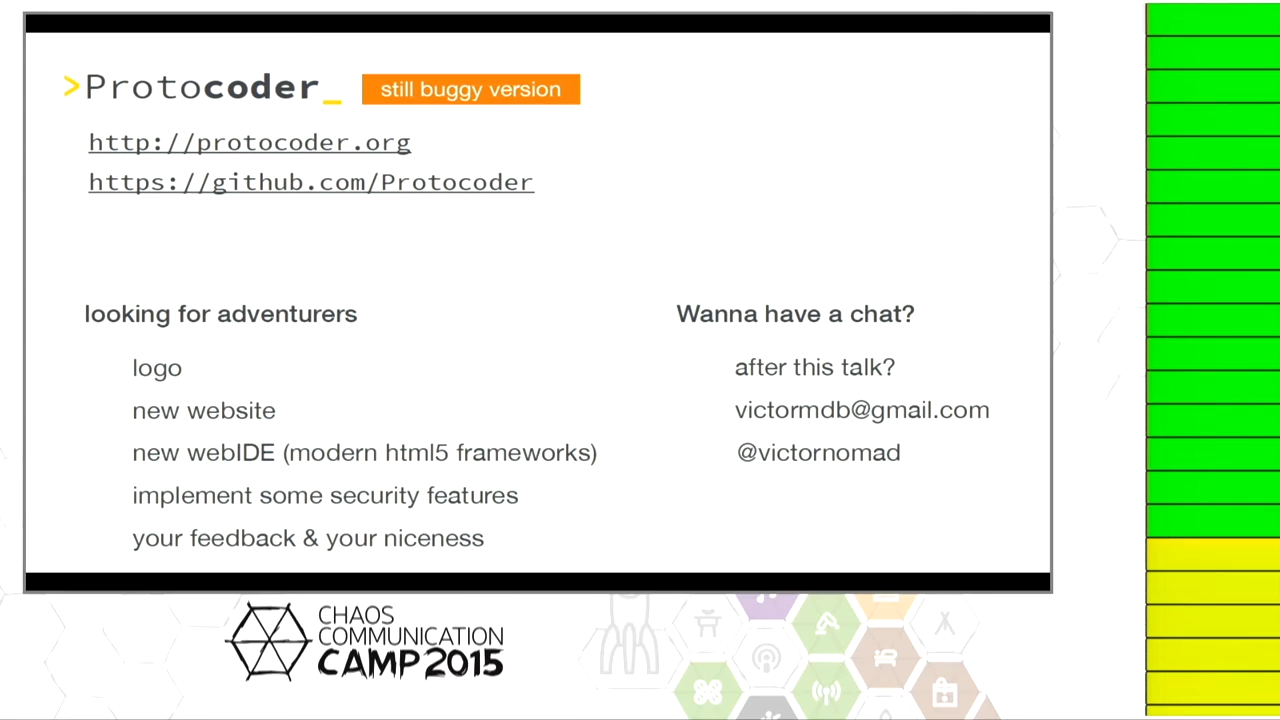 >Protocoder_
still buggy version
http://protocoder.org
https://github.com/Protocoder
looking for adventurers
logo
new website
new webIDE (modern html5 frameworks)
implement some security features
your feedback & your niceness
Wanna have a chat?
after this talk?
victormdb@gmail.com
@victornomad
CHAOS
COMMUNICATION
CAMP 2015